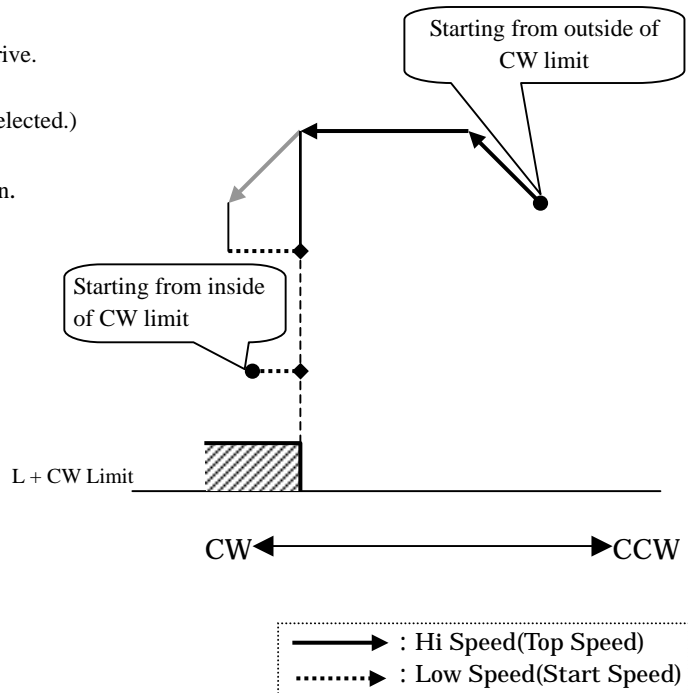 rive.
elected.)
n.
Starting from outside of
CW limit
Starting from inside
of CW limit
L + CW Limit
CW
CCW
: Hi Speed(Top Speed)
: Low Speed(Start Speed)